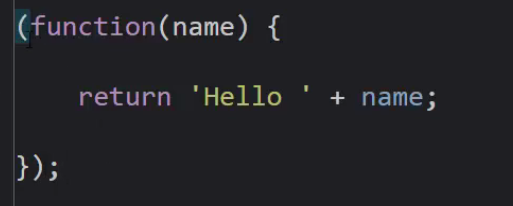 (function(name) {
return 'Hello ' + name;
});